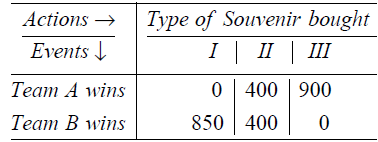 Actions → Type of Souvenir bought
Events ↓ I II III
Team A wins 0 400 900
Team B wins 850 400 0